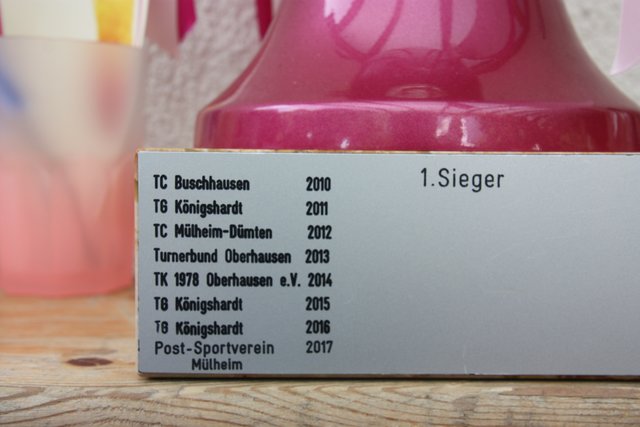 1.Sieger
TC Buschhausen 2010
TG Königshardt 2011
TC Mülheim-Dümten 2012
Turnerbund Oberhausen 2013
TK 1978 Oberhausen e.V. 2014
TG Königshardt 2015
TG Königshardt 2016
Post-Sportverein 2017
Mülheim